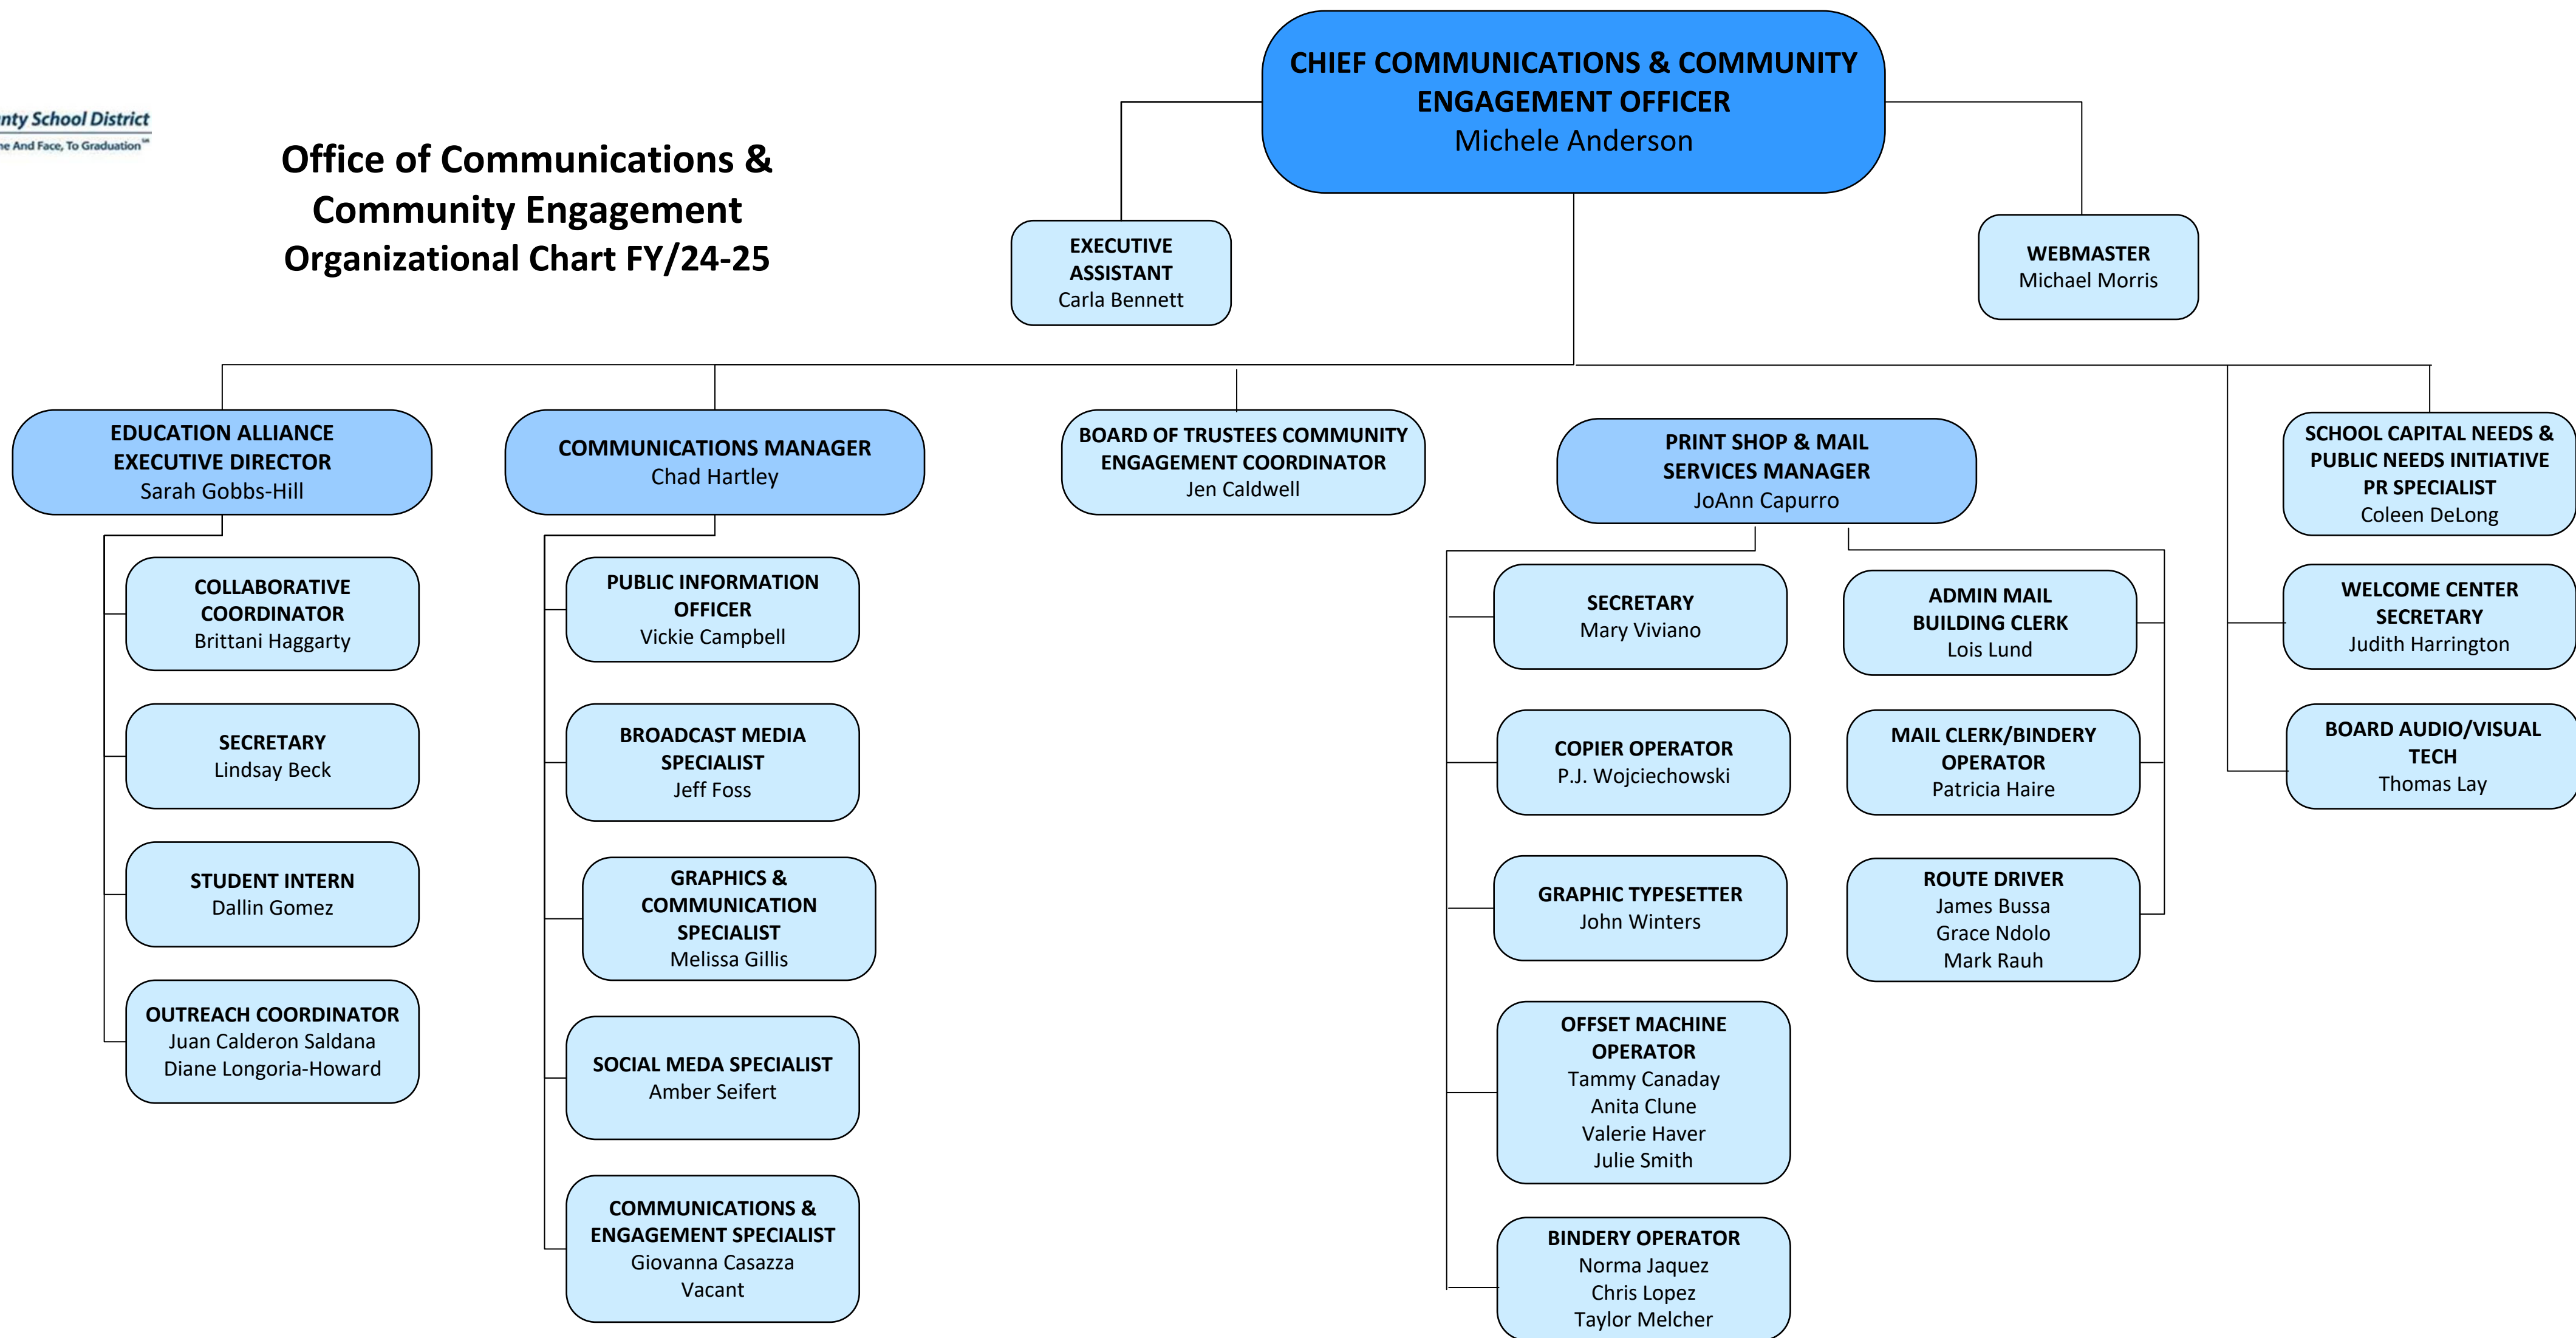 County School District
And Face, To Graduation
Office of Communications &
Community Engagement
Organizational Chart FY/24-25
CHIEF COMMUNICATIONS & COMMUNITY
ENGAGEMENT OFFICER
Michele Anderson
EXECUTIVE
ASSISTANT
Carla Bennett
WEBMASTER
Michael Morris
EDUCATION ALLIANCE
EXECUTIVE DIRECTOR
Sarah Gobbs-Hill
COLLABORATIVE
COORDINATOR
Brittani Haggarty
SECRETARY
Lindsay Beck
STUDENT INTERN
Dallin Gomez
OUTREACH COORDINATOR
Juan Calderon Saldana
Diane Longoria-Howard
COMMUNICATIONS MANAGER
Chad Hartley
PUBLIC INFORMATION
OFFICER
Vickie Campbell
BROADCAST MEDIA
SPECIALIST
Jeff Foss
GRAPHICS &
COMMUNICATION
SPECIALIST
Melissa Gillis
SOCIAL MEDA SPECIALIST
Amber Seifert
COMMUNICATIONS &
ENGAGEMENT SPECIALIST
Giovanna Casazza
Vacant
BOARD OF TRUSTEES COMMUNITY
ENGAGEMENT COORDINATOR
Jen Caldwell
PRINT SHOP & MAIL
SERVICES MANAGER
JoAnn Capurro
SECRETARY
Mary Viviano
COPIER OPERATOR
P.J. Wojciechowski
GRAPHIC TYPESETTER
John Winters
OFFSET MACHINE
OPERATOR
Tammy Canaday
Anita Clune
Valerie Haver
Julie Smith
BINDERY OPERATOR
Norma Jaquez
Chris Lopez
Taylor Melcher
ADMIN MAIL
BUILDING CLERK
Lois Lund
MAIL CLERK/BINDERY
OPERATOR
Patricia Haire
ROUTE DRIVER
James Bussa
Grace Ndolo
Mark Rauh
SCHOOL CAPITAL NEEDS &
PUBLIC NEEDS INITIATIVE
PR SPECIALIST
Coleen DeLong
WELCOME CENTER
SECRETARY
Judith Harrington
BOARD AUDIO/VISUAL
TECH
Thomas Lay